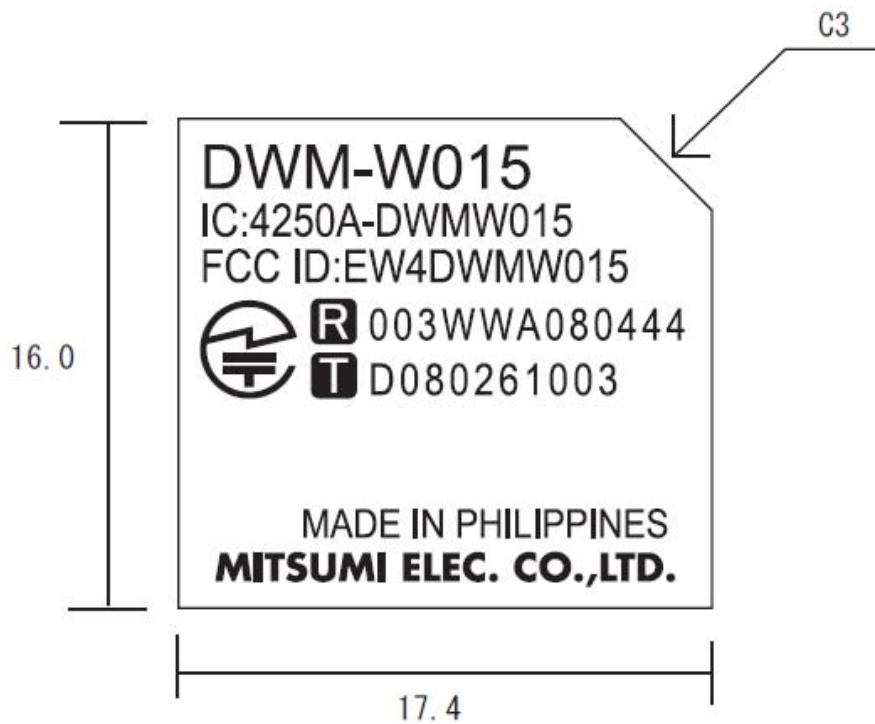 C3
DWM-W015
IC:4250A-DWMW015
FCC ID:EW4DWMW015
R 003WWA080444
T D080261003
16.0
MADE IN PHILIPPINES
MITSUMI ELEC. CO.,LTD.
17.4